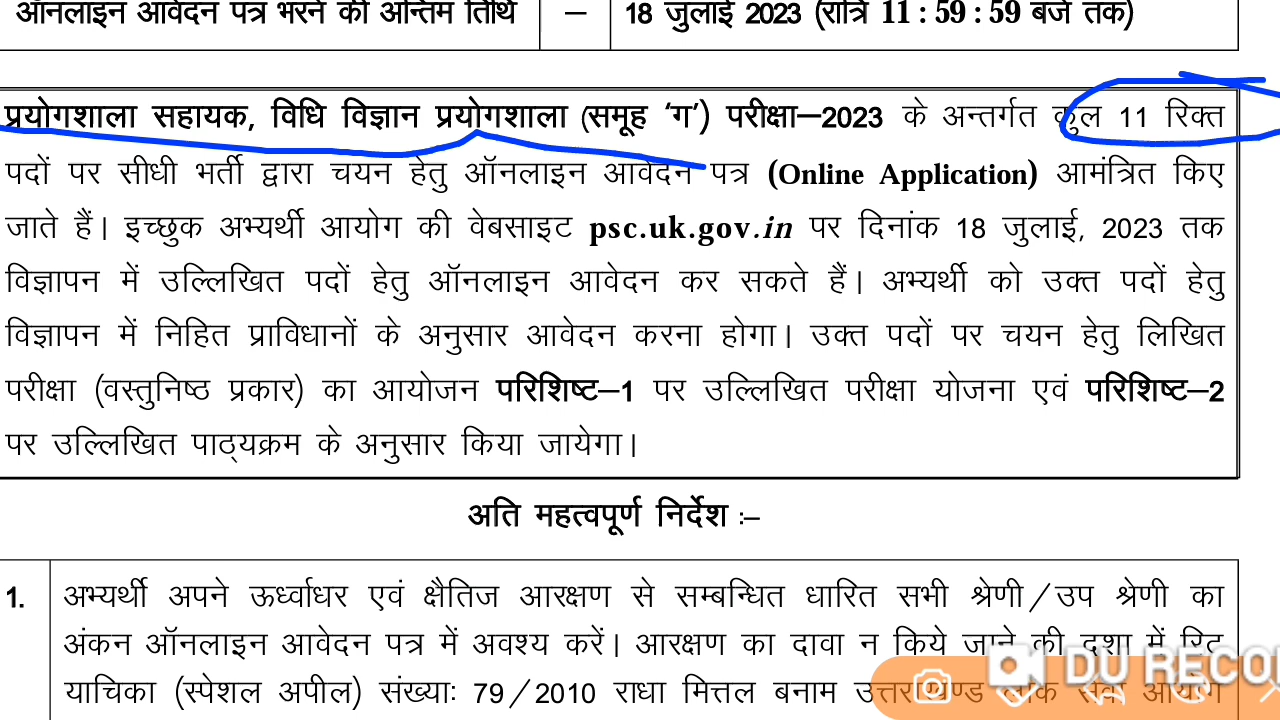 ऑनलाइन आवेदन पत्र भरने की अन्तिम तिथि – 18 जुलाई 2023 (रात्रि 11 : 59 : 59 बजे तक)
प्रयोगशाला सहायक, विधि विज्ञान प्रयोगशाला (समूह ‘ग’) परीक्षा–2023 के अन्तर्गत कुल 11 रिक्त
पदों पर सीधी भर्ती द्वारा चयन हेतु ऑनलाइन आवेदन पत्र (Online Application) आमंत्रित किए
जाते हैं। इच्छुक अभ्यर्थी आयोग की वेबसाइट psc.uk.gov.in पर दिनांक 18 जुलाई, 2023 तक
विज्ञापन में उल्लिखित पदों हेतु ऑनलाइन आवेदन कर सकते हैं। अभ्यर्थी को उक्त पदों हेतु
विज्ञापन में निहित प्राविधानों के अनुसार आवेदन करना होगा। उक्त पदों पर चयन हेतु लिखित
परीक्षा (वस्तुनिष्ठ प्रकार) का आयोजन परिशिष्ट–1 पर उल्लिखित परीक्षा योजना एवं परिशिष्ट–2
पर उल्लिखित पाठ्यक्रम के अनुसार किया जायेगा।
अति महत्वपूर्ण निर्देश :–
1. अभ्यर्थी अपने ऊर्ध्वाधर एवं क्षैतिज आरक्षण से सम्बन्धित धारित सभी श्रेणी/उप श्रेणी का
अंकन ऑनलाइन आवेदन पत्र में अवश्य करें। आरक्षण का दावा न किये जाने की दशा में रिट
याचिका (स्पेशल अपील) संख्याः 79/2010 राधा मित्तल बनाम उत्तराखण्ड लोक सेवा आयोग
DU RECO